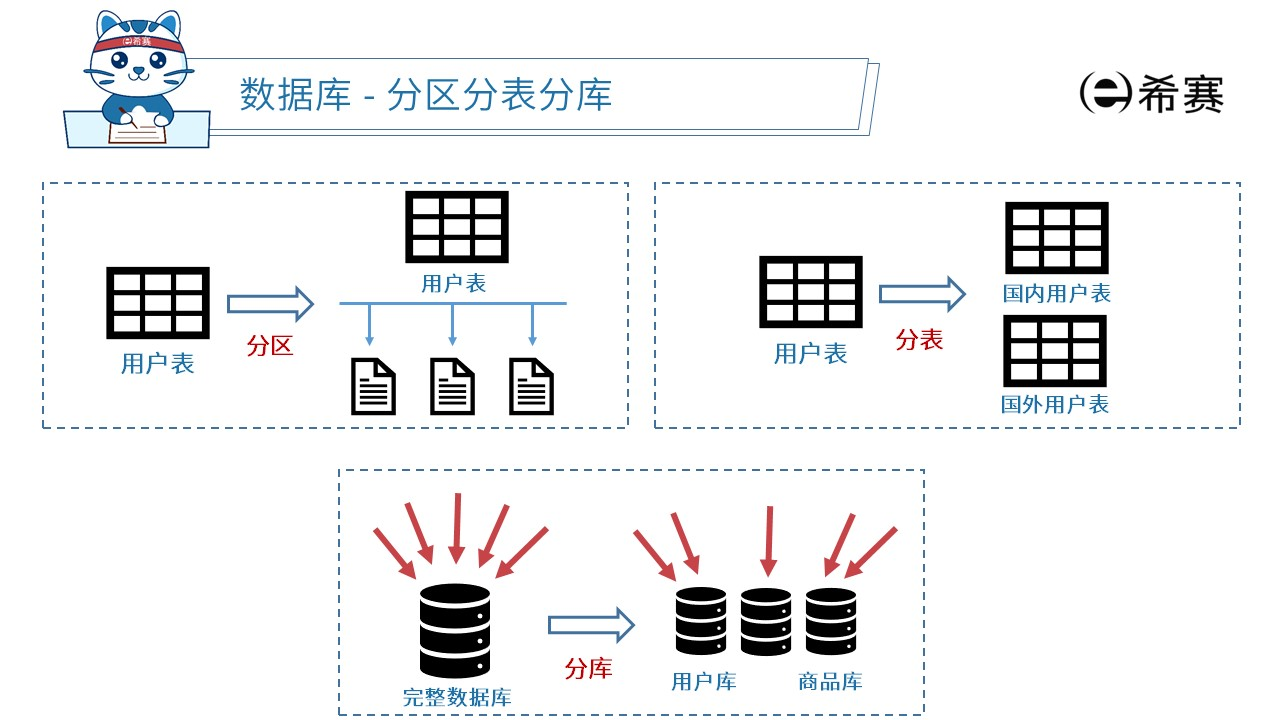 希赛
数据库 - 分区分表分库
希赛
用户表
分区
用户表
用户表
分表
国内用户表
国外用户表
完整数据库
分库
用户库
商品库